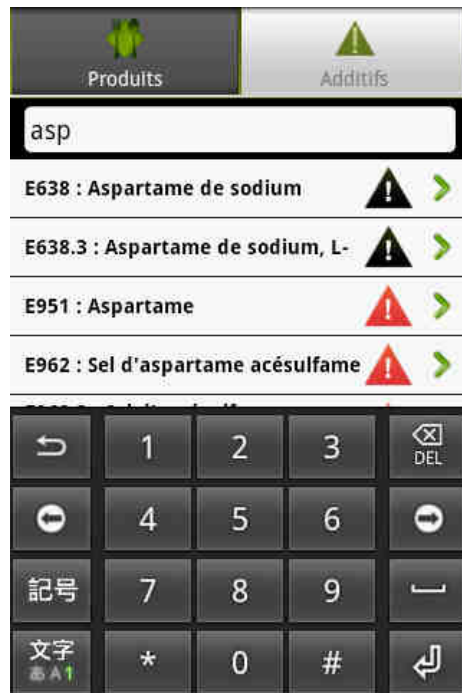 Produits
Additifs
asp
E638 : Aspartame de sodium
E638.3 : Aspartame de sodium, L-
E951 : Aspartame
E962 : Sel d'aspartame acésulfame
1 2 3 DEL
4 5 6
記号 7 8 9
文字 * 0 #
あA1